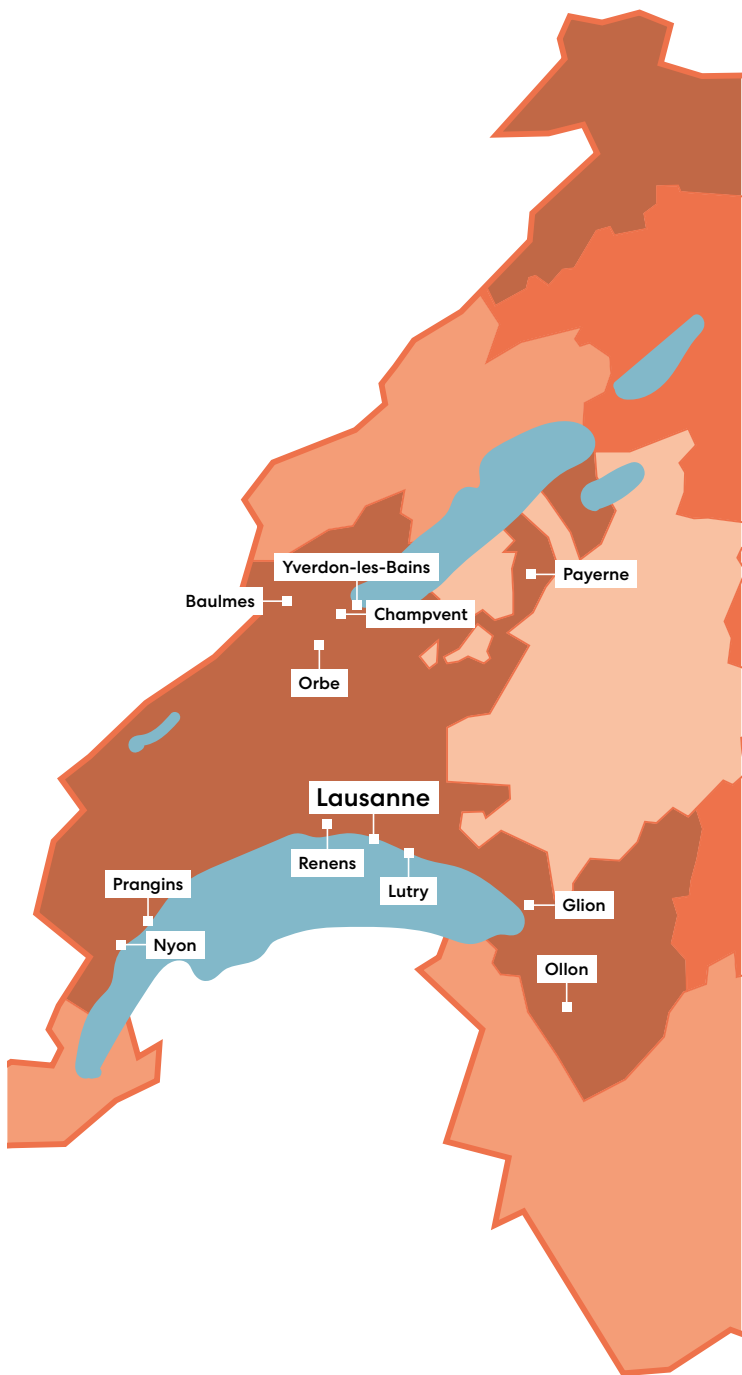 Yverdon-les-Bains
Payerne
Baulmes
Champvent
Orbe
Lausanne
Renens
Prangins
Lutry
Glion
Nyon
Ollon